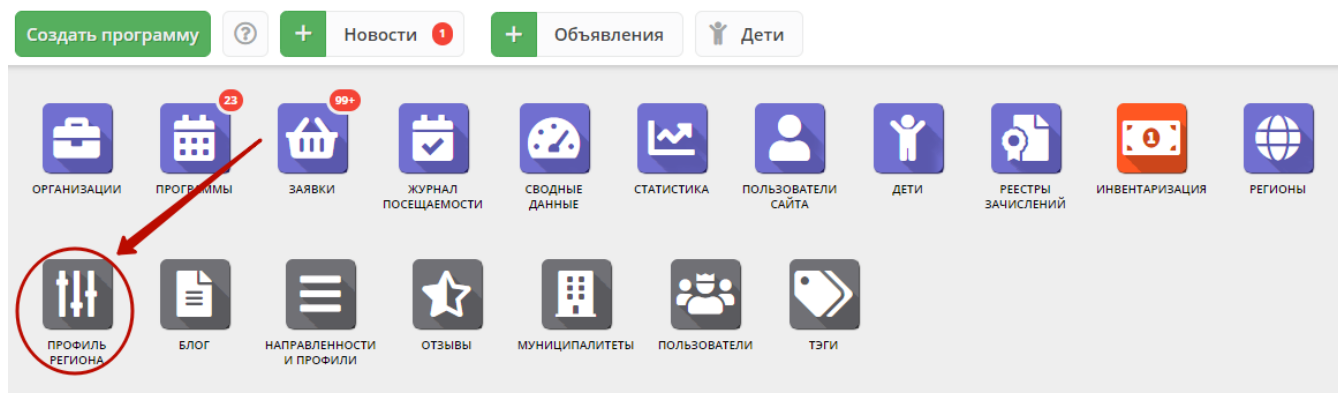 Создать программу ? + Новости 1 + Объявления Дети
23 99+
1
ОРГАНИЗАЦИИ ПРОГРАММЫ ЗАЯВКИ ЖУРНАЛ СВОДНЫЕ СТАТИСТИКА ПОЛЬЗОВАТЕЛИ ДЕТИ РЕЕСТРЫ ИНВЕНТАРИЗАЦИЯ РЕГИОНЫ
ПОСЕЩАЕМОСТИ ДАННЫЕ САЙТА ЗАЧИСЛЕНИЙ
ПРОФИЛЬ БЛОГ НАПРАВЛЕННОСТИ ОТЗЫВЫ МУНИЦИПАЛИТЕТЫ ПОЛЬЗОВАТЕЛИ ТЭГИ
РЕГИОНА И ПРОФИЛИ